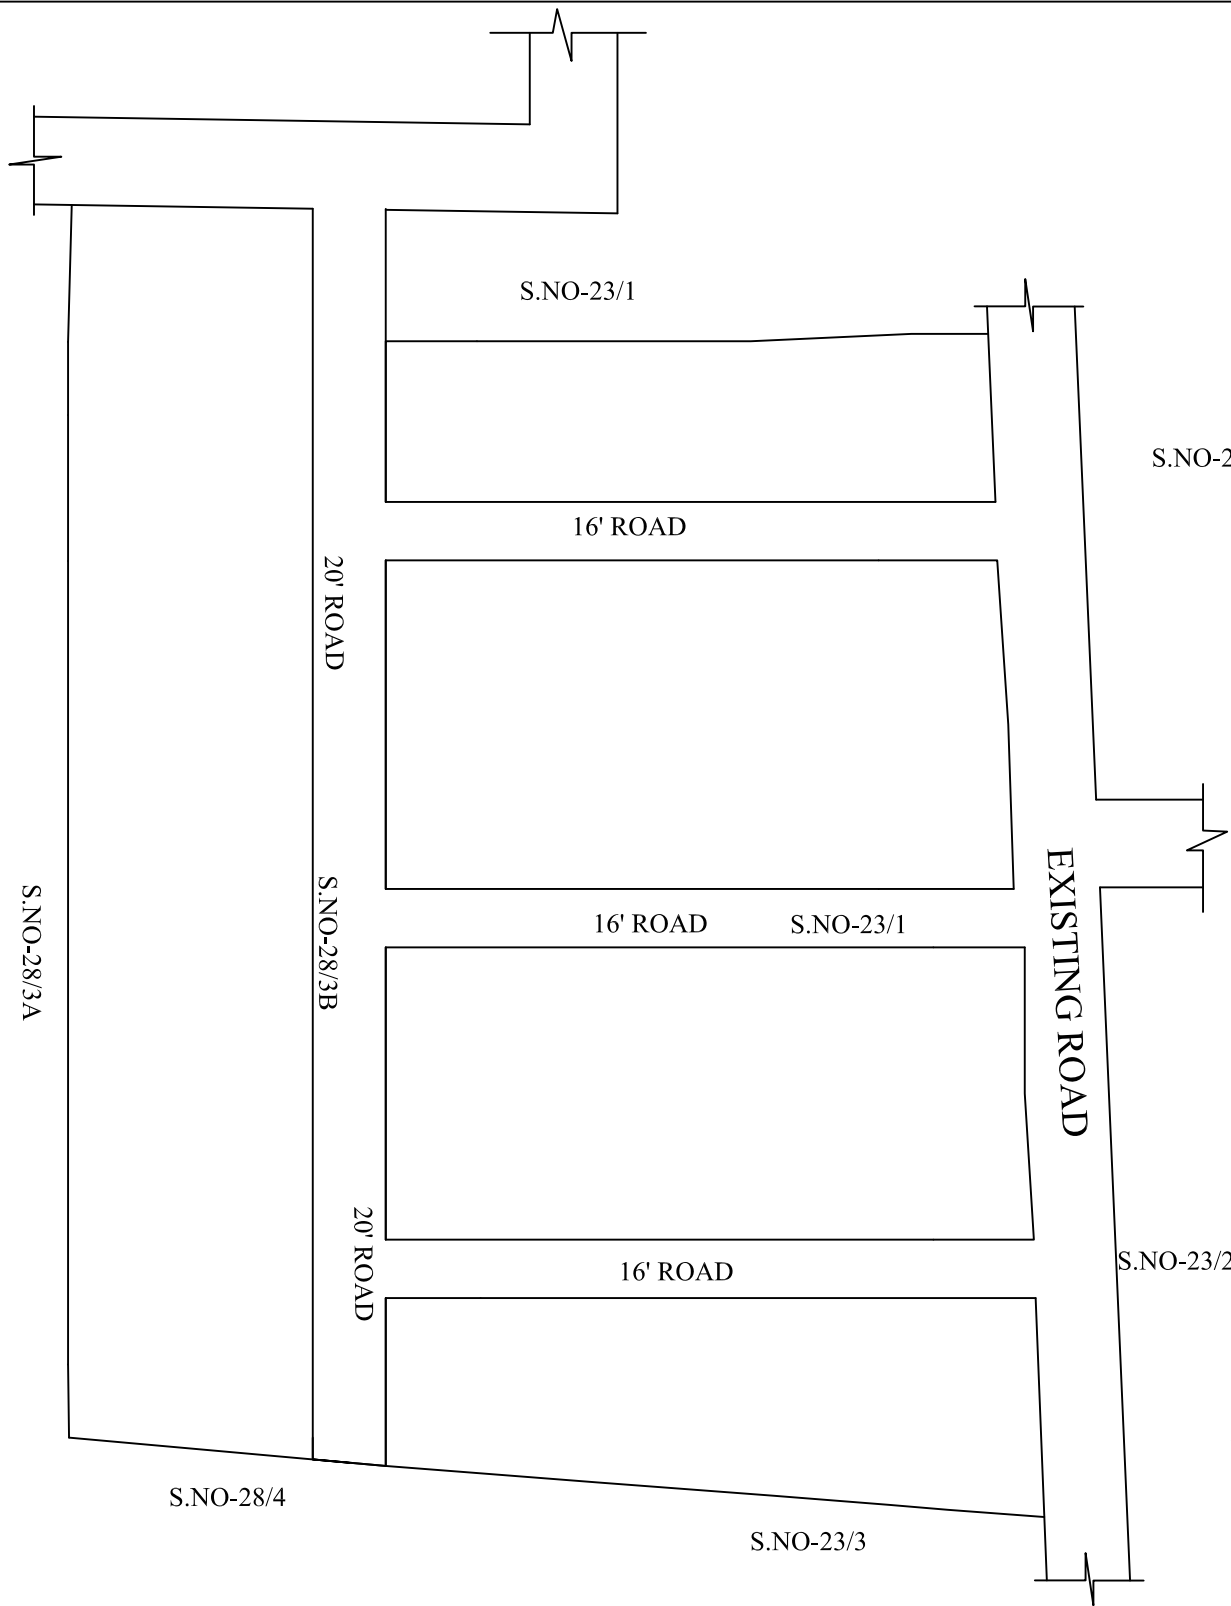 S.NO-23/1
S.NO-2
16' ROAD
20' ROAD
EXISTING ROAD
S.NO-28/3A
S.NO-28/3B
16' ROAD
S.NO-23/1
20' ROAD
16' ROAD
S.NO-23/2
S.NO-28/4
S.NO-23/3